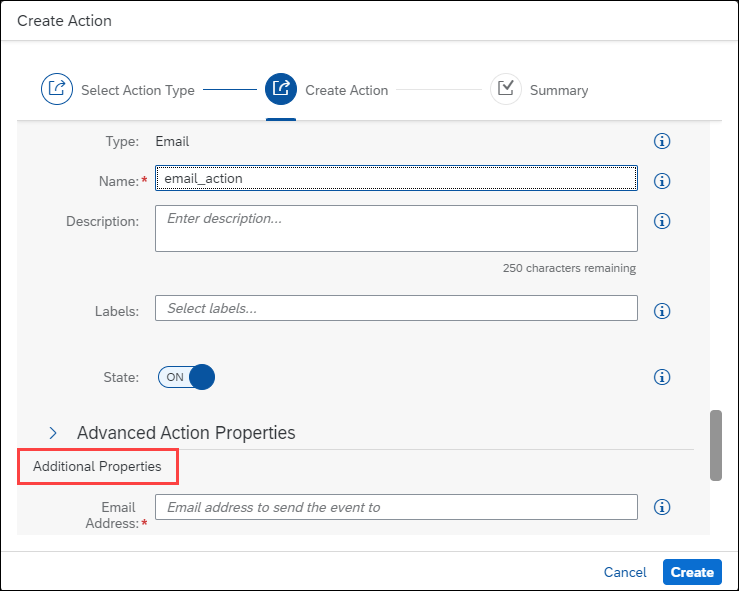 Create Action
Select Action Type
Create Action
Summary
Type: Email
Name:* email_action
Description: Enter description...
250 characters remaining
Labels: Select labels...
State: ON
Advanced Action Properties
Additional Properties
Email
Address:* Email address to send the event to
Cancel Create